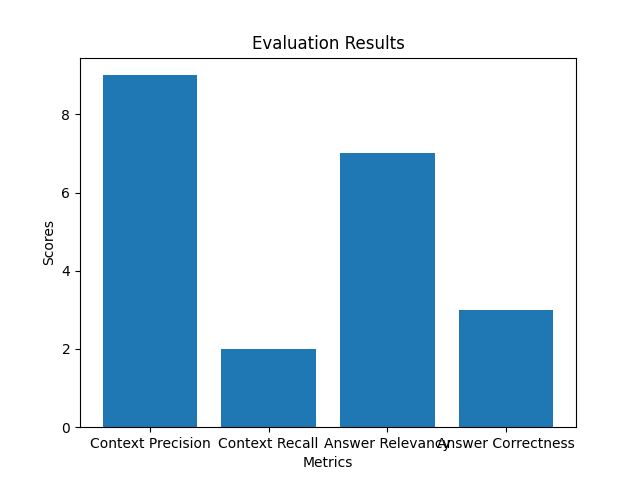 Evaluation Results
8
6
4
2
0
Scores
Context Precision
Context Recall
Answer Relevancy
Answer Correctness
Metrics